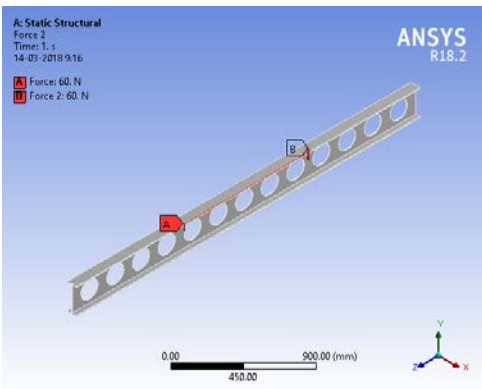 A: Static Structural
Force 2
Time: 1. s
14-03-2018 9:16
A Force: 60. N
B Force 2: 60. N
ANSYS
R18.2
B
A
0.00 900.00 (mm)
450.00
Y
Z X